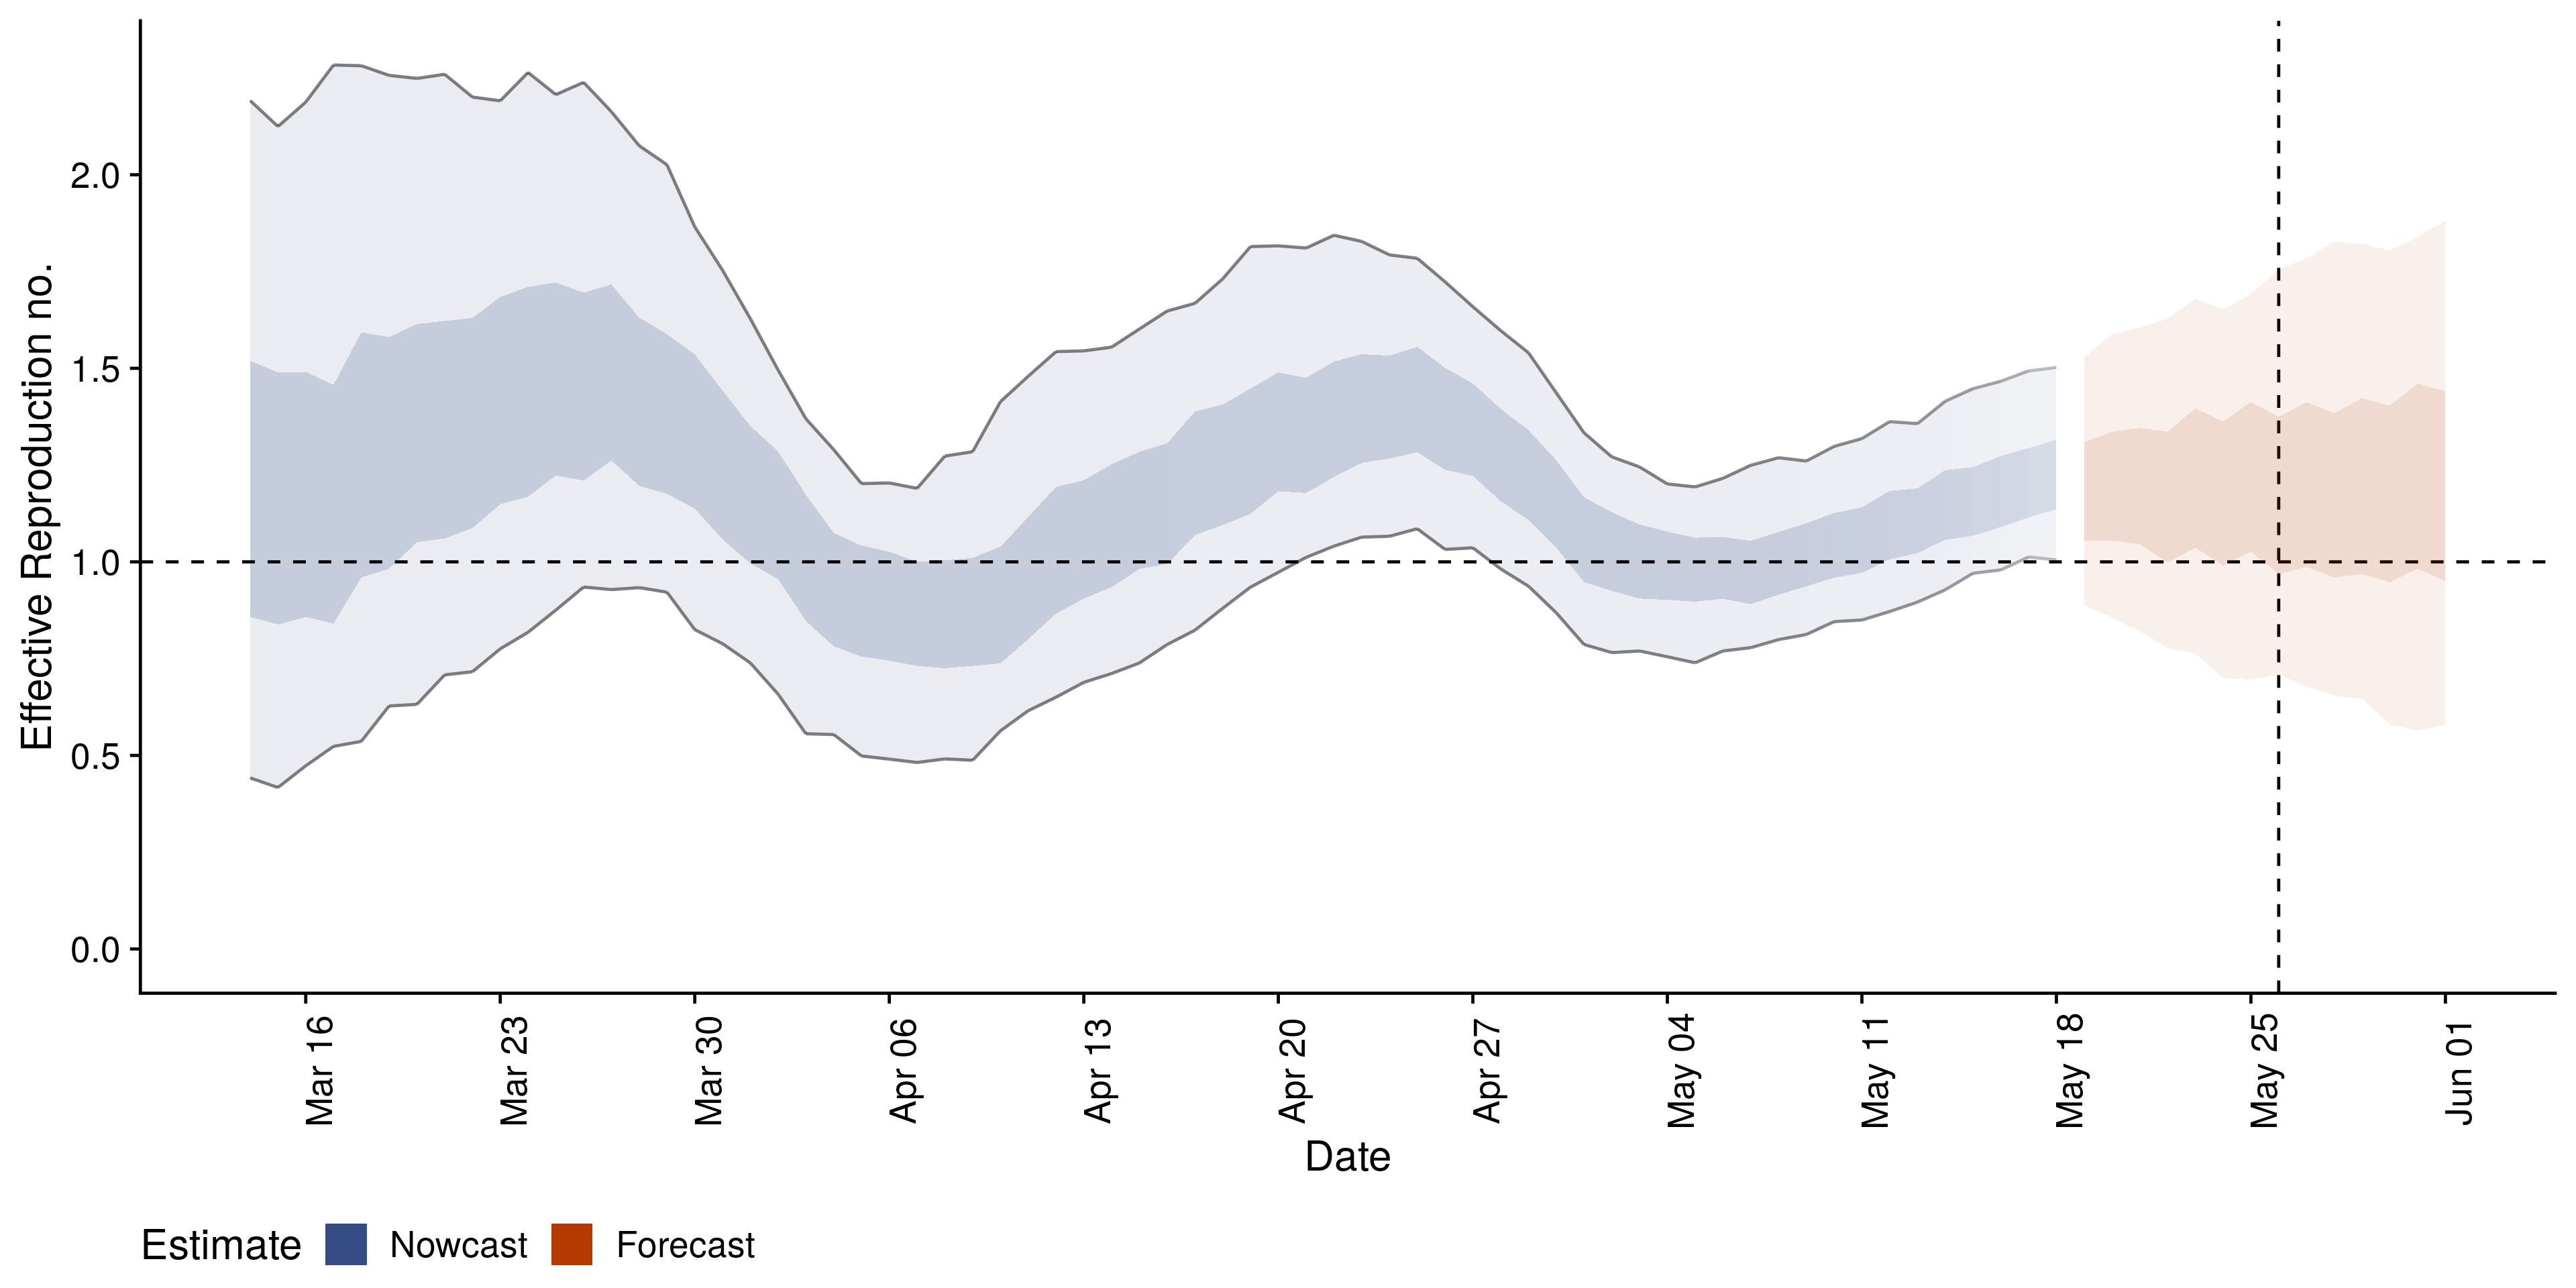 Effective Reproduction no.
2.0
1.5
1.0
0.5
0.0
Mar 16
Mar 23
Mar 30
Apr 06
Apr 13
Apr 20
Apr 27
May 04
May 11
May 18
May 25
Jun 01
Date
Estimate Nowcast Forecast